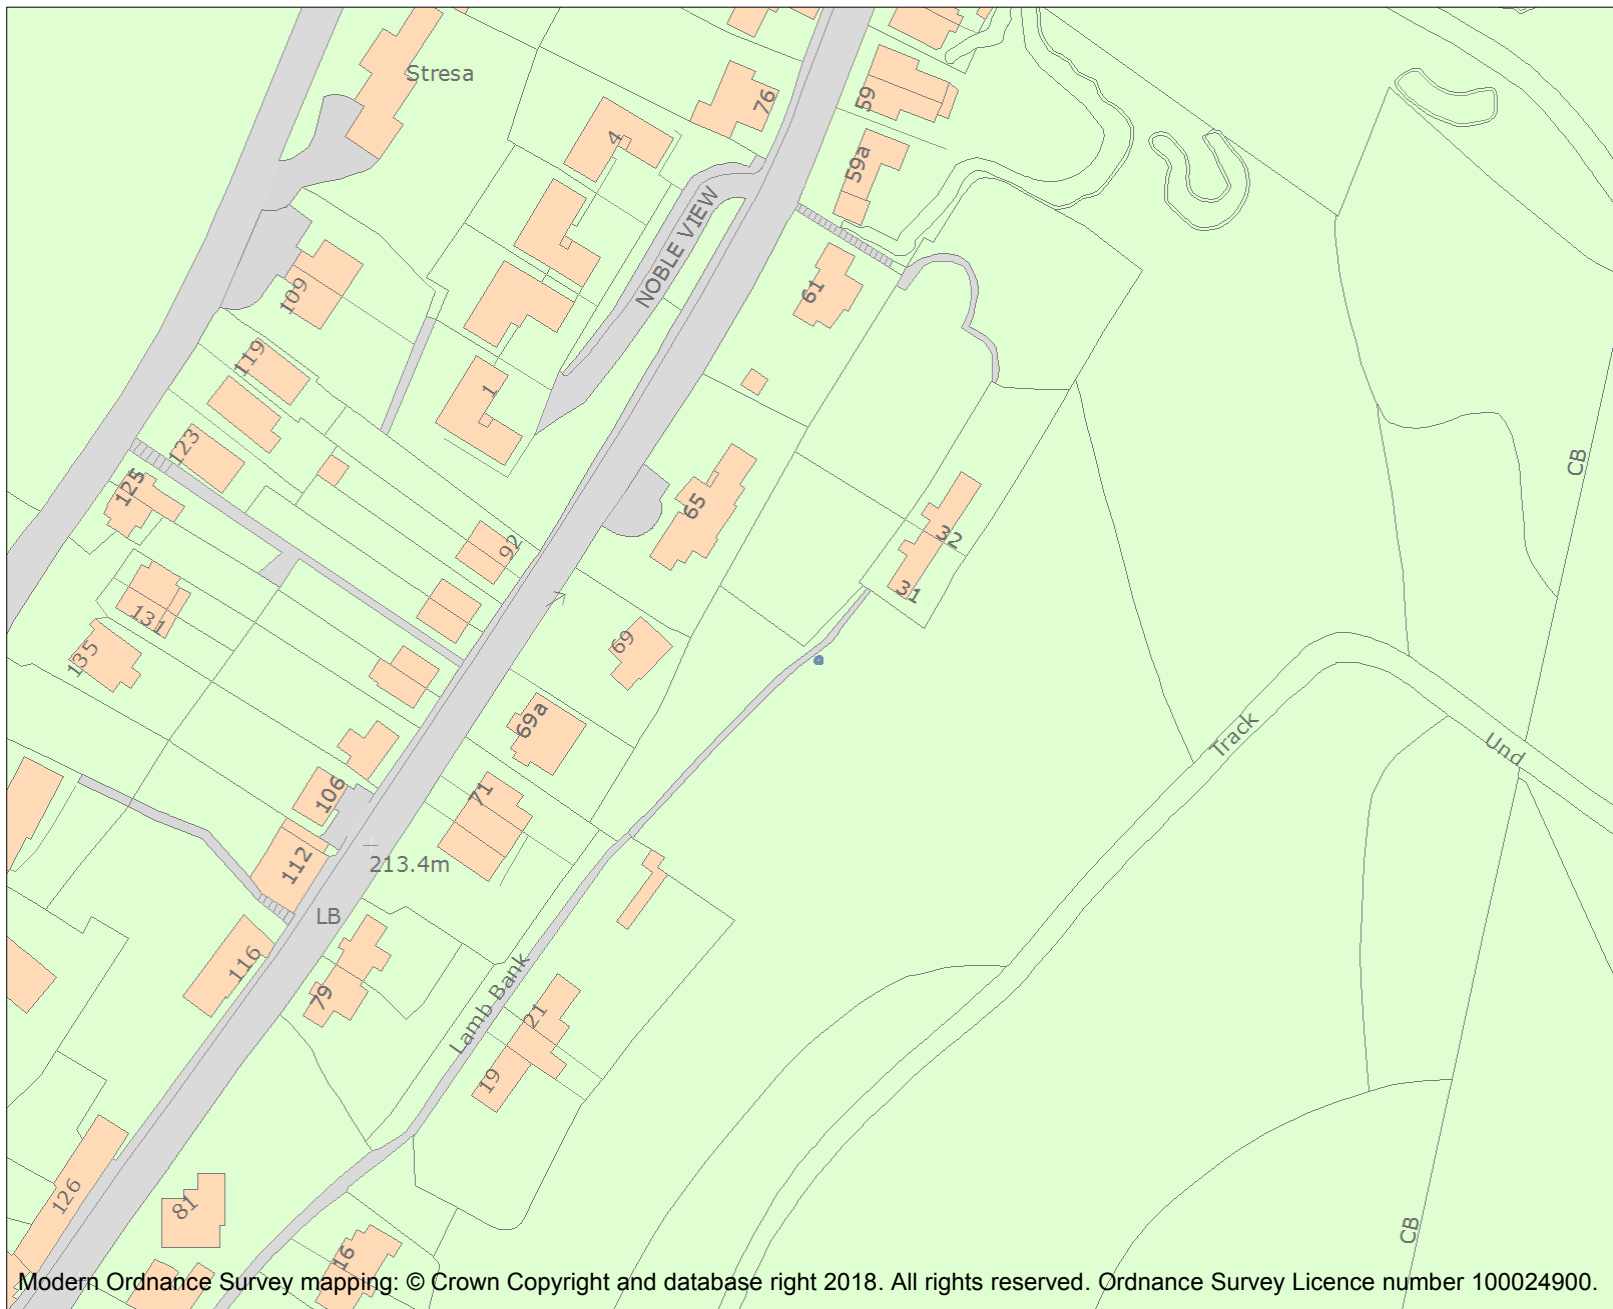 Stresa
76
59
4
59a
NOBLE VIEW
61
109
119
1
123
125
65
92
CB
32
31
131
69
135
69a
Track
Und
71
106
112
213.4m
LB
116
79
Lamb Bank
21
19
126
81
16
CB
Modern Ordnance Survey mapping: © Crown Copyright and database right 2018. All rights reserved. Ordnance Survey Licence number 100024900.